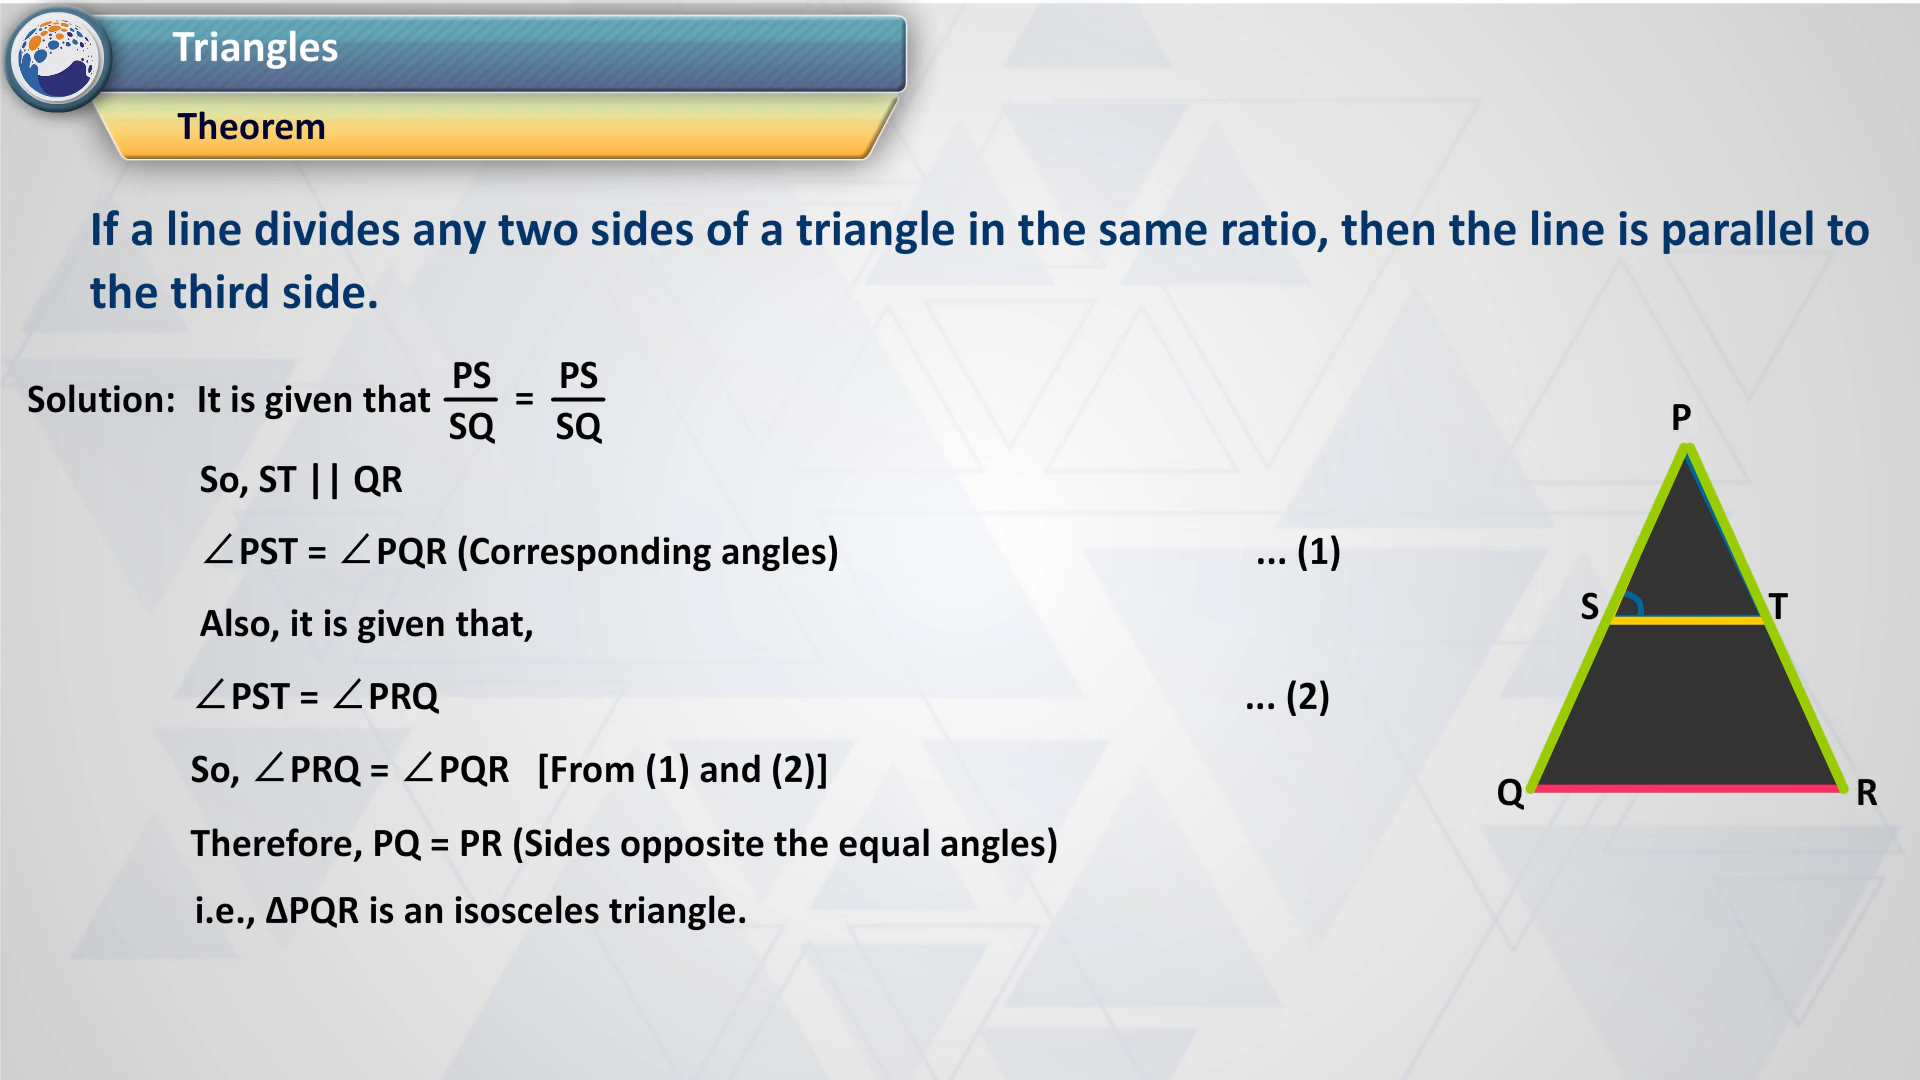 Triangles
Theorem
If a line divides any two sides of a triangle in the same ratio, then the line is parallel to
the third side.
Solution: It is given that PS/SQ = PS/SQ
So, ST || QR
∠PST = ∠PQR (Corresponding angles) ... (1)
Also, it is given that,
∠PST = ∠PRQ ... (2)
So, ∠PRQ = ∠PQR [From (1) and (2)]
Therefore, PQ = PR (Sides opposite the equal angles)
i.e., ΔPQR is an isosceles triangle.
P
S T
Q R